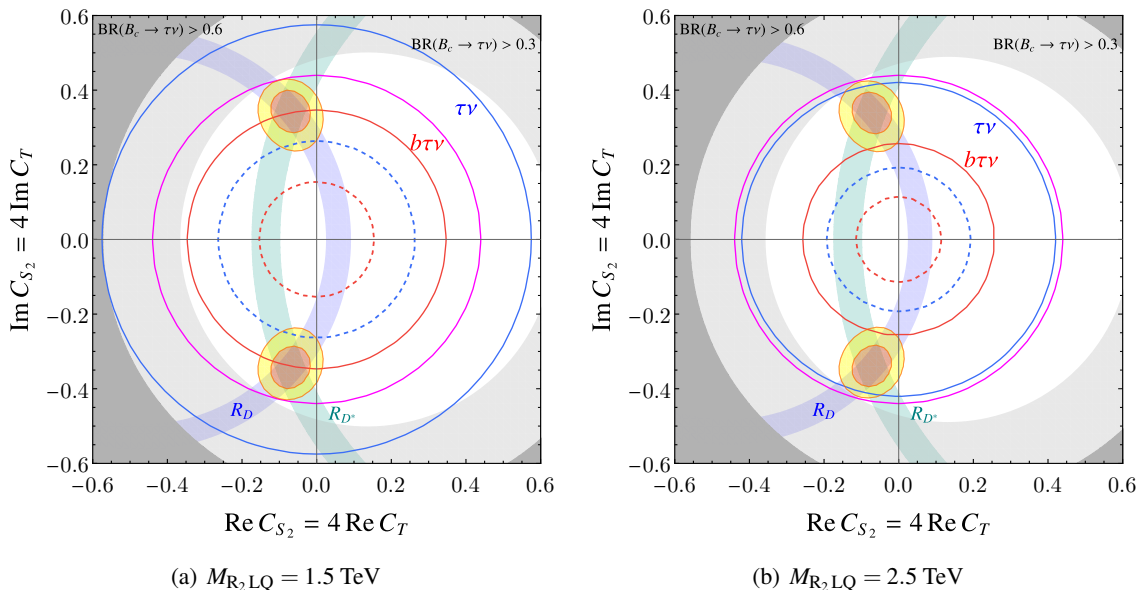 BR(B_c → τν) > 0.6
BR(B_c → τν) > 0.3
τν
bτν
R_D
R_{D*}
0.6
0.4
0.2
0.0
−0.2
−0.4
−0.6
−0.6 −0.4 −0.2 0.0 0.2 0.4 0.6
Im C_{S_2} = 4 Im C_T
Re C_{S_2} = 4 Re C_T
(a) M_{R_2 LQ} = 1.5 TeV
BR(B_c → τν) > 0.6
BR(B_c → τν) > 0.3
τν
bτν
R_D
R_{D*}
0.6
0.4
0.2
0.0
−0.2
−0.4
−0.6
−0.6 −0.4 −0.2 0.0 0.2 0.4 0.6
Im C_{S_2} = 4 Im C_T
Re C_{S_2} = 4 Re C_T
(b) M_{R_2 LQ} = 2.5 TeV